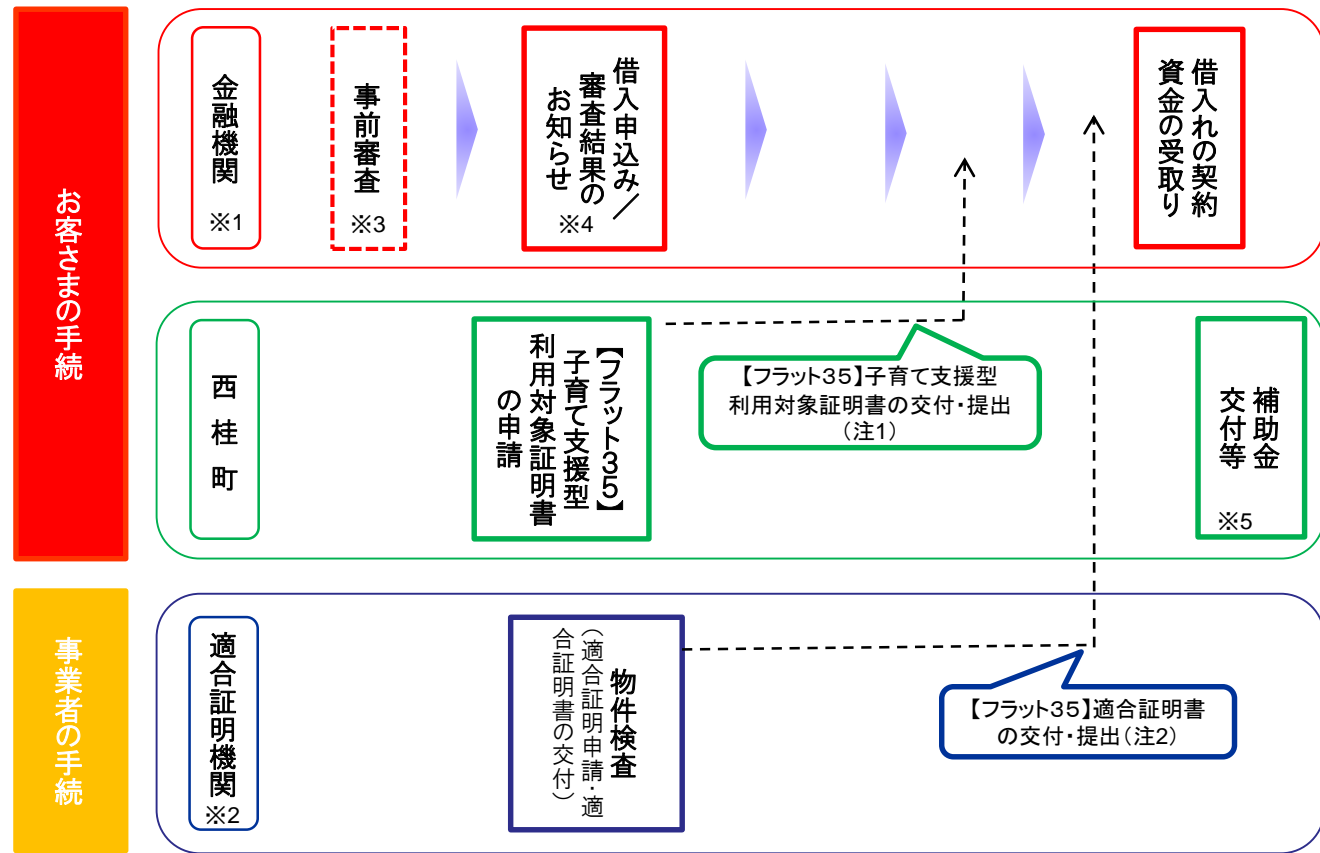 お客さまの手続
金融機関
※1
事前審査
※3
借入申込み/
審査結果の
お知らせ
※4
借入れの契約
資金の受取り
西桂町
【フラット35】
子育て支援型
利用対象証明書
の申請
【フラット35】子育て支援型
利用対象証明書の交付・提出
(注1)
補助金
交付等
※5
事業者の手続
適合証明機関
※2
物件検査
(適合証明申請・適
合証明書の交付)
【フラット35】適合証明書
の交付・提出(注2)